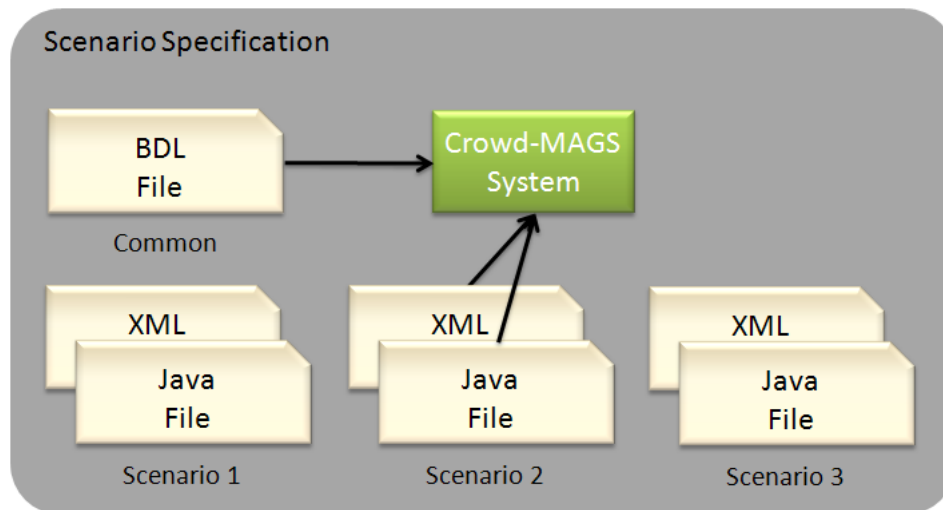 Scenario Specification
BDL
File
Crowd-MAGS
System
Common
XML
Java
File
Scenario 1
XML
Java
File
Scenario 2
XML
Java
File
Scenario 3